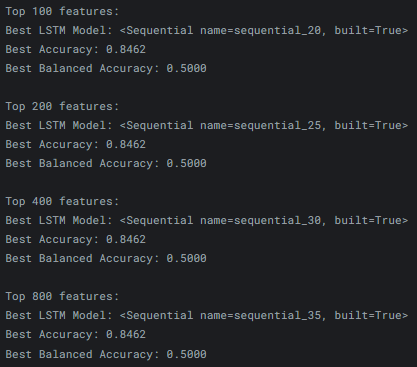 Top 100 features:
Best LSTM Model: <Sequential name=sequential_20, built=True>
Best Accuracy: 0.8462
Best Balanced Accuracy: 0.5000
Top 200 features:
Best LSTM Model: <Sequential name=sequential_25, built=True>
Best Accuracy: 0.8462
Best Balanced Accuracy: 0.5000
Top 400 features:
Best LSTM Model: <Sequential name=sequential_30, built=True>
Best Accuracy: 0.8462
Best Balanced Accuracy: 0.5000
Top 800 features:
Best LSTM Model: <Sequential name=sequential_35, built=True>
Best Accuracy: 0.8462
Best Balanced Accuracy: 0.5000